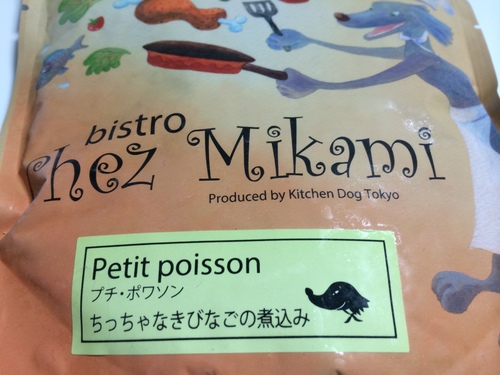 bistro
Chez Mikami
Produced by Kitchen Dog Tokyo
Petit poisson
プチ・ポワソン
ちっちゃなきびなごの煮込み